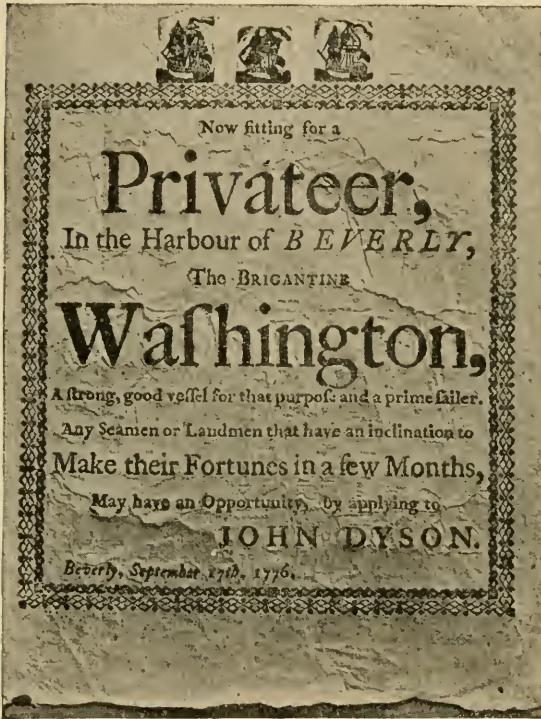 Now fitting for a
Privateer,
In the Harbour of BEVERLY,
The BRIGANTINE
Waſhington,
A ſtrong, good veſſel for that purpoſe and a prime ſailer.
Any Seamen or Landmen that have an inclination to
Make their Fortunes in a few Months,
May have an Opportunity, by applying to
JOHN DYSON.
Beverly, September 17th, 1776.